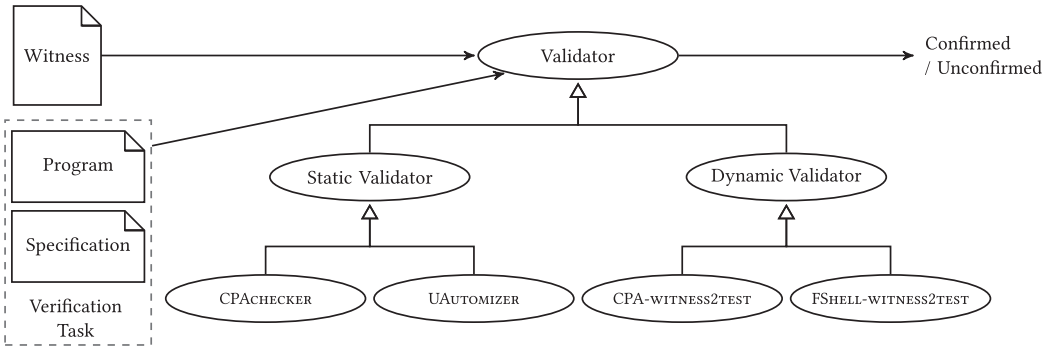 Witness
Validator
Confirmed
/ Unconfirmed
Program
Static Validator
Dynamic Validator
Specification
CPAchecker
UAutomizer
CPA-witness2test
FShell-witness2test
Verification
Task